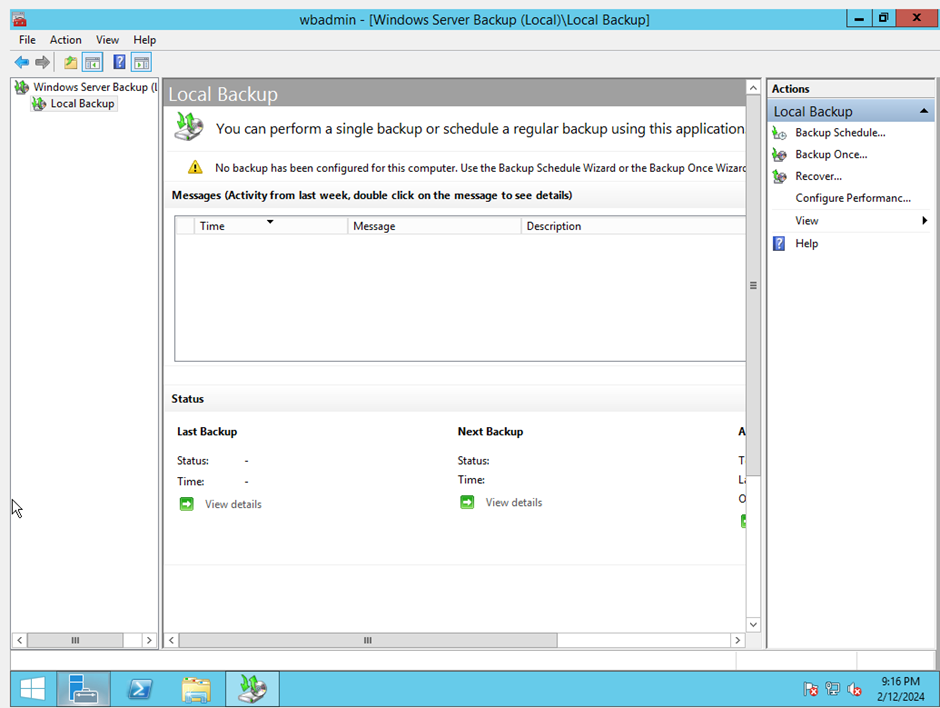 wbadmin - [Windows Server Backup (Local)\Local Backup]
File Action View Help
Windows Server Backup (L
Local Backup
Local Backup
You can perform a single backup or schedule a regular backup using this application
No backup has been configured for this computer. Use the Backup Schedule Wizard or the Backup Once Wizard
Messages (Activity from last week, double click on the message to see details)
Time Message Description
Status
Last Backup
Status: -
Time: -
View details
Next Backup
Status:
Time:
View details
A
T
La
O
Actions
Local Backup
Backup Schedule...
Backup Once...
Recover...
Configure Performanc...
View
Help
9:16 PM
2/12/2024